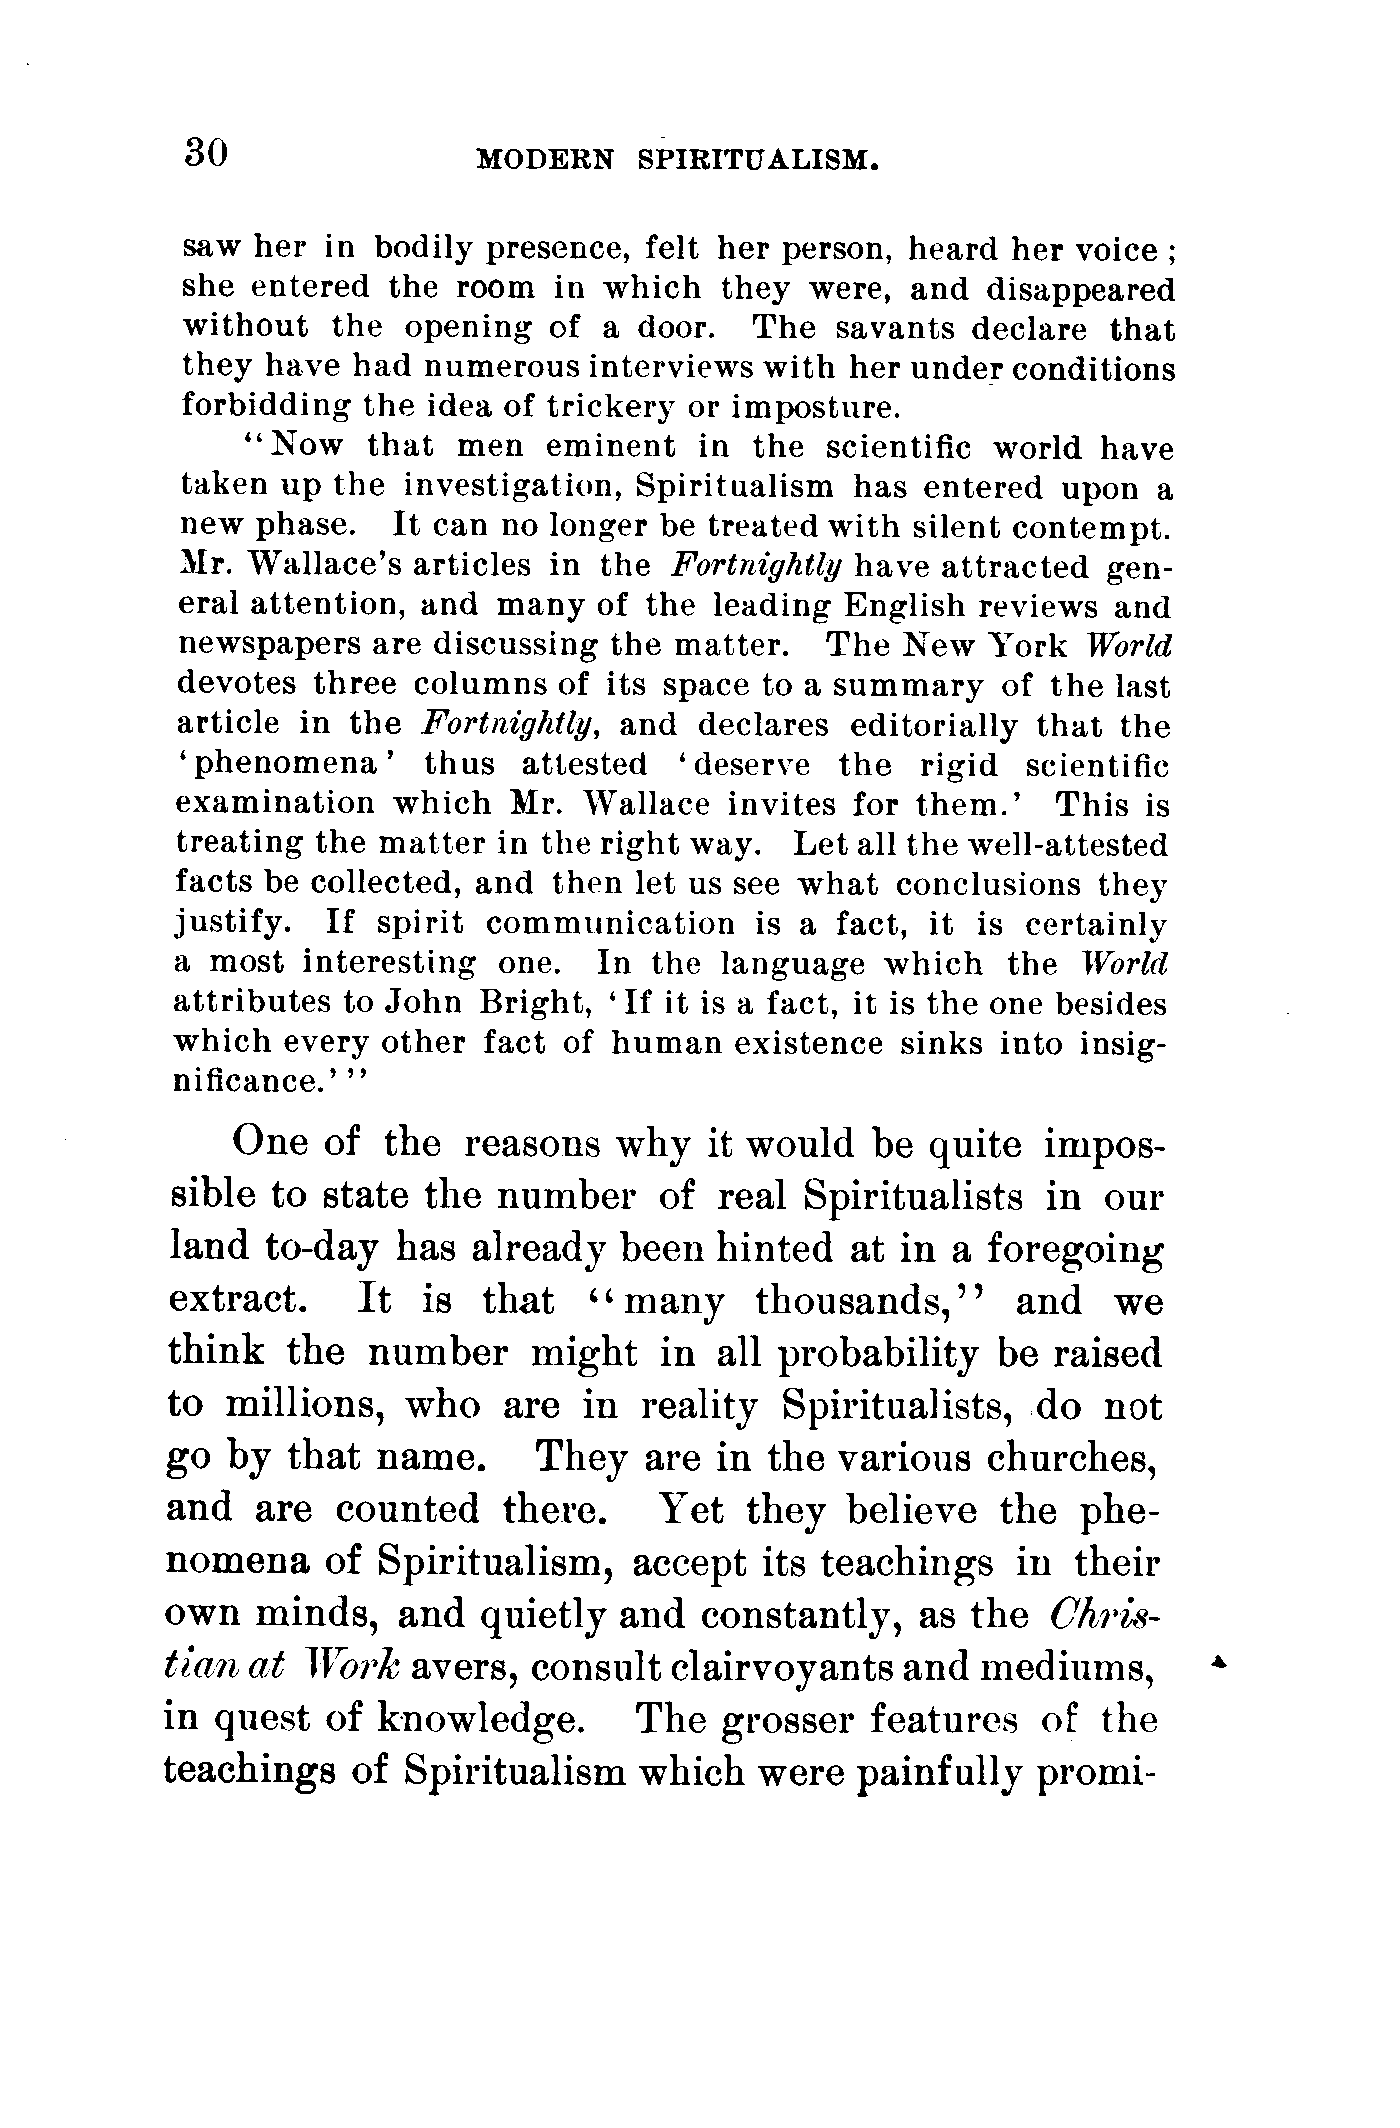 30 MODERN SPIRITUALISM.
saw her in bodily presence, felt her person, heard her voice ;
she entered the room in which they were, and disappeared
without the opening of a door. The savants declare that
they have had numerous interviews with her under conditions
forbidding the idea of trickery or imposture.
“Now that men eminent in the scientific world have
taken up the investigation, Spiritualism has entered upon a
new phase. It can no longer be treated with silent contempt.
Mr. Wallace's articles in the Fortnightly have attracted gen-
eral attention, and many of the leading English reviews and
newspapers are discussing the matter. The New York World
devotes three columns of its space to a summary of the last
article in the Fortnightly, and declares editorially that the
‘phenomena’ thus attested ‘deserve the rigid scientific
examination which Mr. Wallace invites for them.’ This is
treating the matter in the right way. Let all the well-attested
facts be collected, and then let us see what conclusions they
justify. If spirit communication is a fact, it is certainly
a most interesting one. In the language which the World
attributes to John Bright, ‘If it is a fact, it is the one besides
which every other fact of human existence sinks into insig-
nificance.’”
One of the reasons why it would be quite impos-
sible to state the number of real Spiritualists in our
land to-day has already been hinted at in a foregoing
extract. It is that “many thousands,” and we
think the number might in all probability be raised
to millions, who are in reality Spiritualists, do not
go by that name. They are in the various churches,
and are counted there. Yet they believe the phe-
nomena of Spiritualism, accept its teachings in their
own minds, and quietly and constantly, as the Chris-
tian at Work avers, consult clairvoyants and mediums,
in quest of knowledge. The grosser features of the
teachings of Spiritualism which were painfully promi-